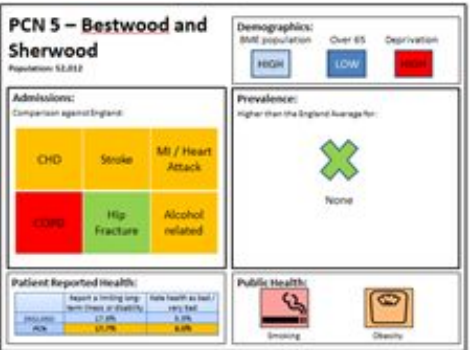 PCN 5 – Bestwood and
Sherwood
Population: 52,012
Demographics:
BME population Over 65 Deprivation
HIGH LOW HIGH
Admissions:
Comparison against England:
CHD Stroke MI / Heart
Attack
COPD Hip
Fracture Alcohol
related
Prevalence:
Higher than the England Average for:
None
Patient Reported Health:
Report a limiting long-
term illness or disability
Rate health as bad /
very bad
ENGLAND
PCN
Public Health:
Smoking Obesity